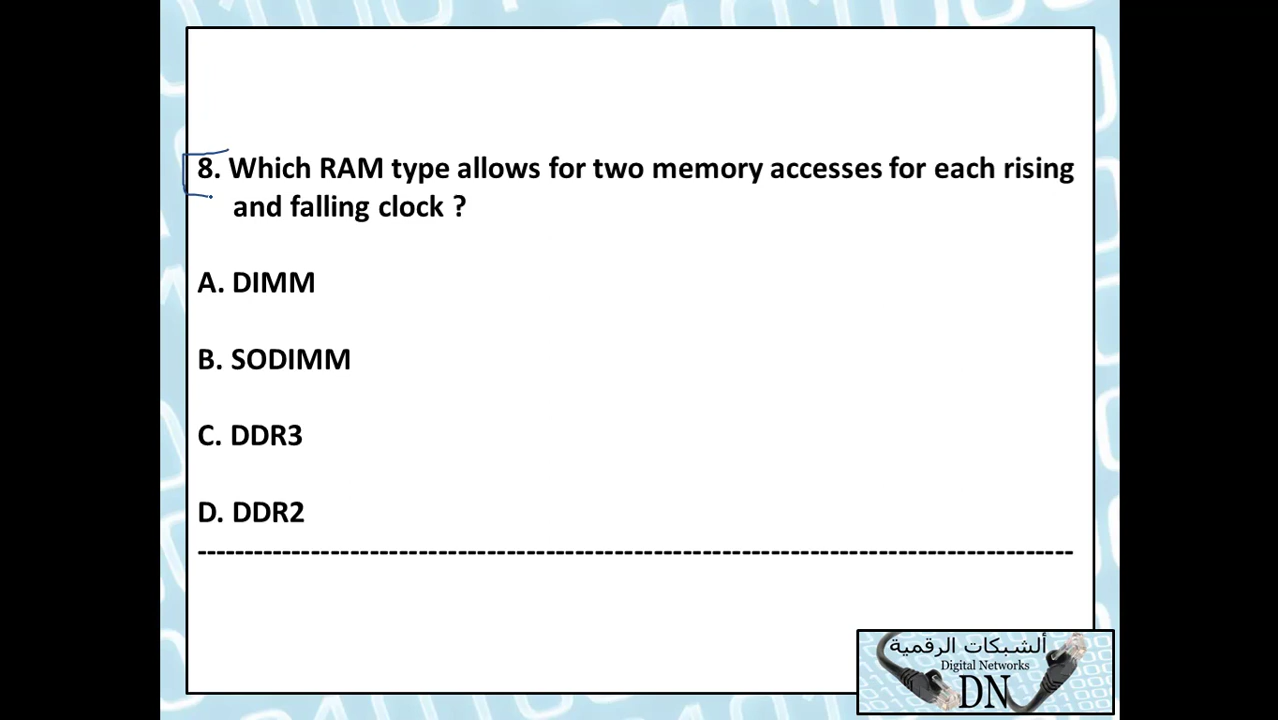 8. Which RAM type allows for two memory accesses for each rising
and falling clock ?
A. DIMM
B. SODIMM
C. DDR3
D. DDR2
--------------------------------------------------------------------------------------------
ألشبكات الرقمية
Digital Networks
DN